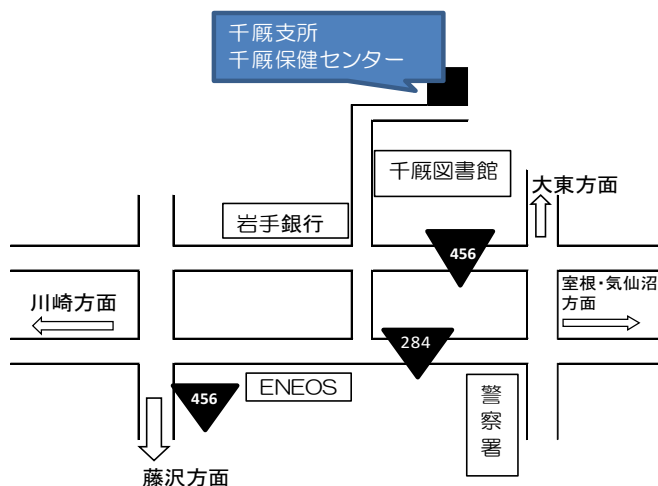 千厩支所
千厩保健センター
千厩図書館
大東方面
岩手銀行
456
室根・気仙沼
方面
川崎方面
284
ENEOS
456
警察署
藤沢方面